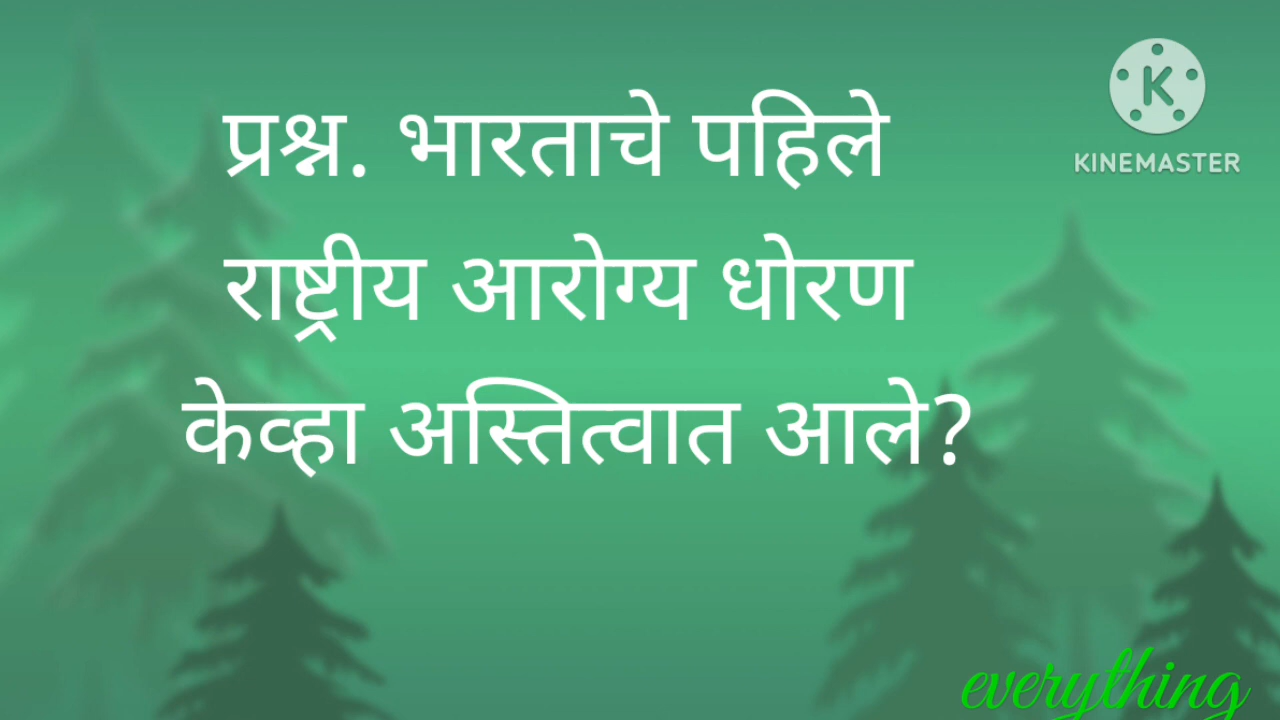 प्रश्न. भारताचे पहिले
राष्ट्रीय आरोग्य धोरण
केव्हा अस्तित्वात आले?
KINEMASTER
everything